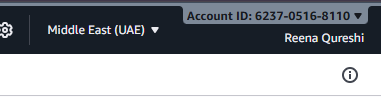 Account ID: 6237-0516-8110
Middle East (UAE)
Reena Qureshi